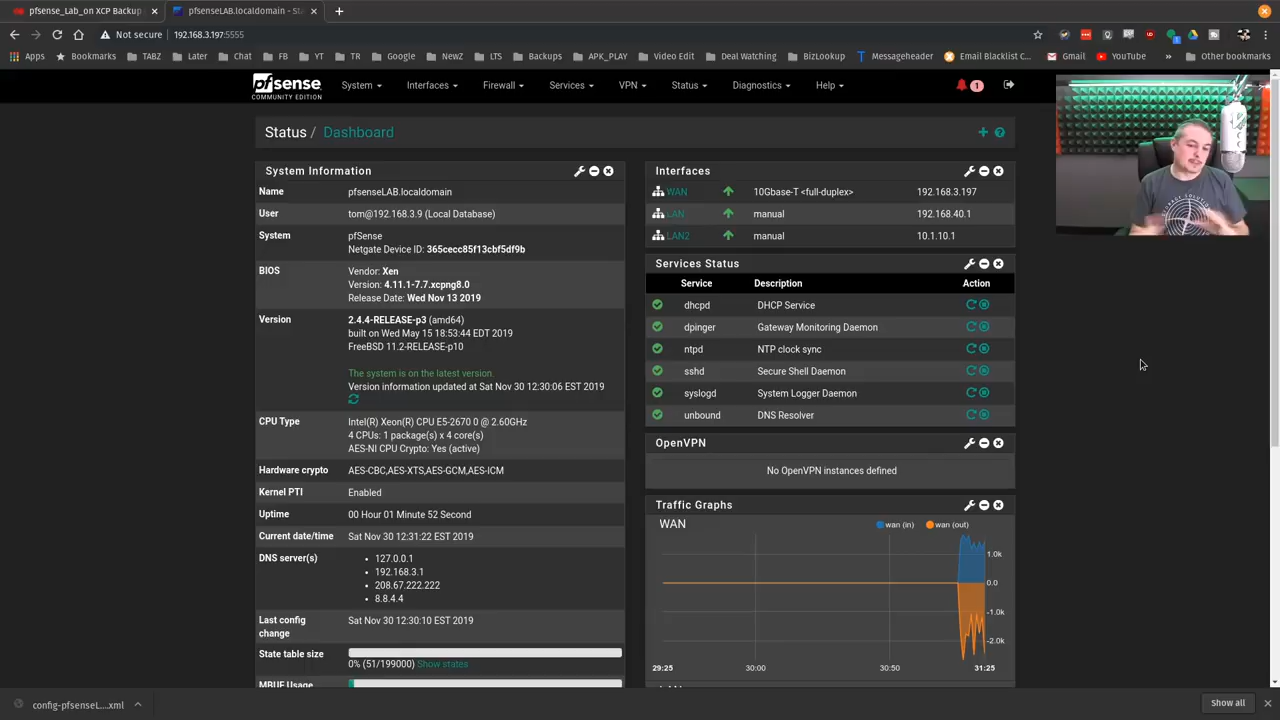 pfsense_Lab_on XCP Backup
pfsenseLAB.localdomain - Sta
Not secure
192.168.3.197:5555
Apps
Bookmarks
TABZ
Later
Chat
FB
YT
TR
Google
NewZ
LTS
Backups
APK_PLAY
Video Edit
Deal Watching
BizLookup
Messageheader
Email Blacklist C...
Gmail
YouTube
»
Other bookmarks
pfsense
COMMUNITY EDITION
System
Interfaces
Firewall
Services
VPN
Status
Diagnostics
Help
1
Status / Dashboard
System Information
Name
pfsenseLAB.localdomain
User
tom@192.168.3.9 (Local Database)
System
pfSense
Netgate Device ID: 365cecc85f13cbf5df9b
BIOS
Vendor: Xen
Version: 4.11.1-7.7.xcpng8.0
Release Date: Wed Nov 13 2019
Version
2.4.4-RELEASE-p3 (amd64)
built on Wed May 15 18:53:44 EDT 2019
FreeBSD 11.2-RELEASE-p10
The system is on the latest version.
Version information updated at Sat Nov 30 12:30:06 EST 2019
CPU Type
Intel(R) Xeon(R) CPU E5-2670 0 @ 2.60GHz
4 CPUs: 1 package(s) x 4 core(s)
AES-NI CPU Crypto: Yes (active)
Hardware crypto
AES-CBC,AES-XTS,AES-GCM,AES-ICM
Kernel PTI
Enabled
Uptime
00 Hour 01 Minute 52 Second
Current date/time
Sat Nov 30 12:31:22 EST 2019
DNS server(s)
127.0.0.1
192.168.3.1
208.67.222.222
8.8.4.4
Last config
change
Sat Nov 30 12:30:10 EST 2019
State table size
0% (51/199000) Show states
MBUF Usage
Interfaces
WAN
10Gbase-T <full-duplex>
192.168.3.197
LAN
manual
192.168.40.1
LAN2
manual
10.1.10.1
Services Status
Service
Description
Action
dhcpd
DHCP Service
dpinger
Gateway Monitoring Daemon
ntpd
NTP clock sync
sshd
Secure Shell Daemon
syslogd
System Logger Daemon
unbound
DNS Resolver
OpenVPN
No OpenVPN instances defined
Traffic Graphs
WAN
wan (in)
wan (out)
1.0k
0.0
-1.0k
-2.0k
29:25
30:00
30:50
31:25
config-pfsenseL....xml
Show all